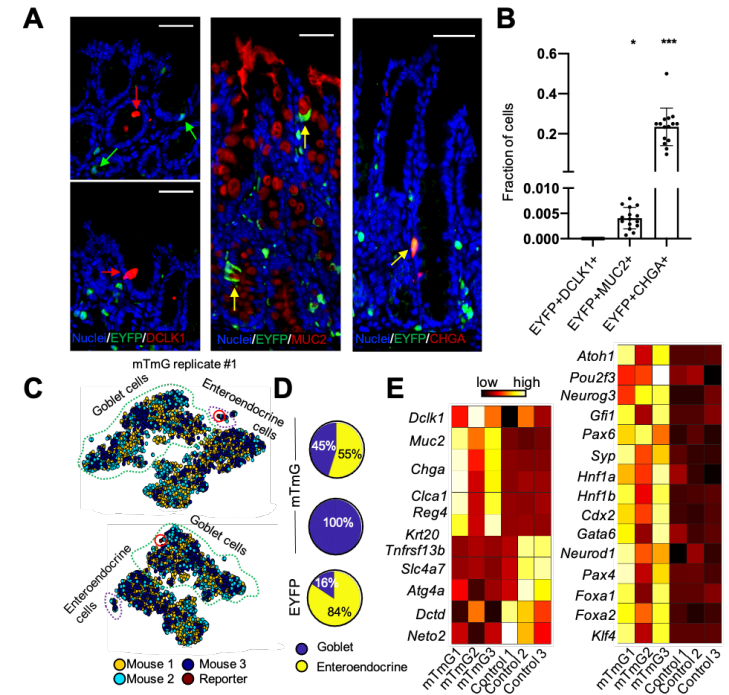 A
B
Nuclei/EYFP/DCLK1
Nuclei/EYFP/MUC2
Nuclei/EYFP/CHGA
* ***
Fraction of cells
0.6
0.4
0.2
0.010
0.005
0.000
EYFP+DCLK1+
EYFP+MUC2+
EYFP+CHGA+
C
mTmG replicate #1
Goblet cells
Enteroendocrine
cells
Goblet cells
Enteroendocrine
cells
Mouse 1
Mouse 3
Mouse 2
Reporter
D
mTmG
45%
55%
100%
EYFP
16%
84%
Goblet
Enteroendocrine
E
low high
Dclk1
Muc2
Chga
Clca1
Reg4
Krt20
Tnfrsf13b
Slc4a7
Atg4a
Dctd
Neto2
mTmG1
mTmG2
mTmG3
Control 1
Control 2
Control 3
Atoh1
Pou2f3
Neurog3
Gfi1
Pax6
Syp
Hnf1a
Hnf1b
Cdx2
Gata6
Neurod1
Pax4
Foxa1
Foxa2
Klf4
mTmG1
mTmG2
mTmG3
Control 1
Control 2
Control 3